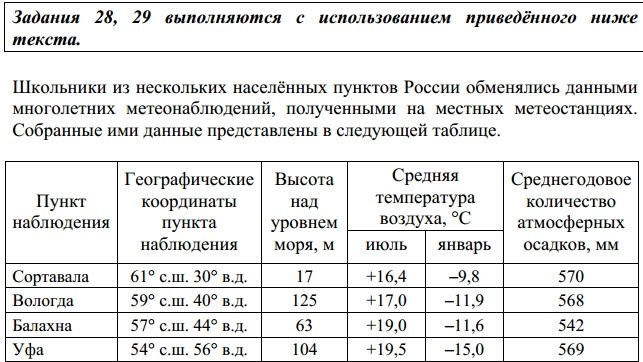 Задания 28, 29 выполняются с использованием приведённого ниже
текста.
Школьники из нескольких населённых пунктов России обменялись данными
многолетних метеонаблюдений, полученными на местных метеостанциях.
Собранные ими данные представлены в следующей таблице.
Пункт наблюдения | Географические координаты пункта наблюдения | Высота над уровнем моря, м | Средняя температура воздуха, °С | Среднегодовое количество атмосферных осадков, мм
июль | январь
Сортавала | 61° с.ш. 30° в.д. | 17 | +16,4 | –9,8 | 570
Вологда | 59° с.ш. 40° в.д. | 125 | +17,0 | –11,9 | 568
Балахна | 57° с.ш. 44° в.д. | 63 | +19,0 | –11,6 | 542
Уфа | 54° с.ш. 56° в.д. | 104 | +19,5 | –15,0 | 569